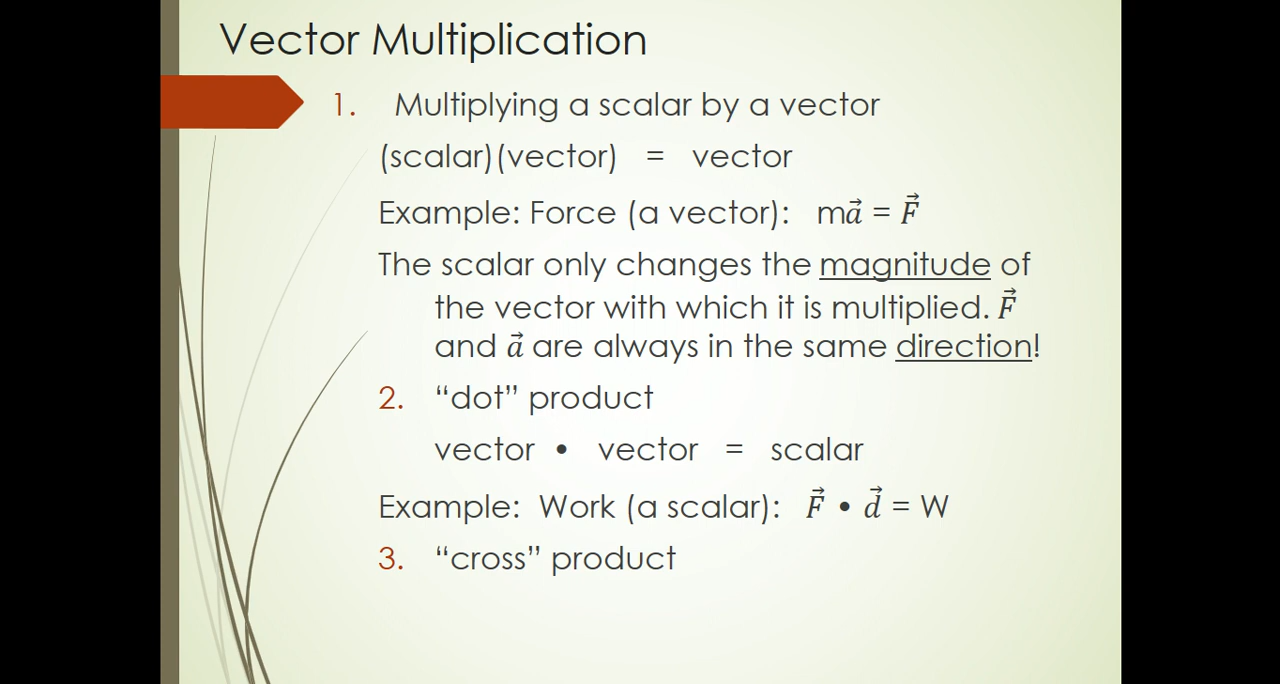 Vector Multiplication
1. Multiplying a scalar by a vector
(scalar)(vector) = vector
Example: Force (a vector): m𝑎⃗ = 𝐹⃗
The scalar only changes the magnitude of
the vector with which it is multiplied. 𝐹⃗
and 𝑎⃗ are always in the same direction!
2. “dot” product
vector • vector = scalar
Example: Work (a scalar): 𝐹⃗ • 𝑑⃗ = W
3. “cross” product